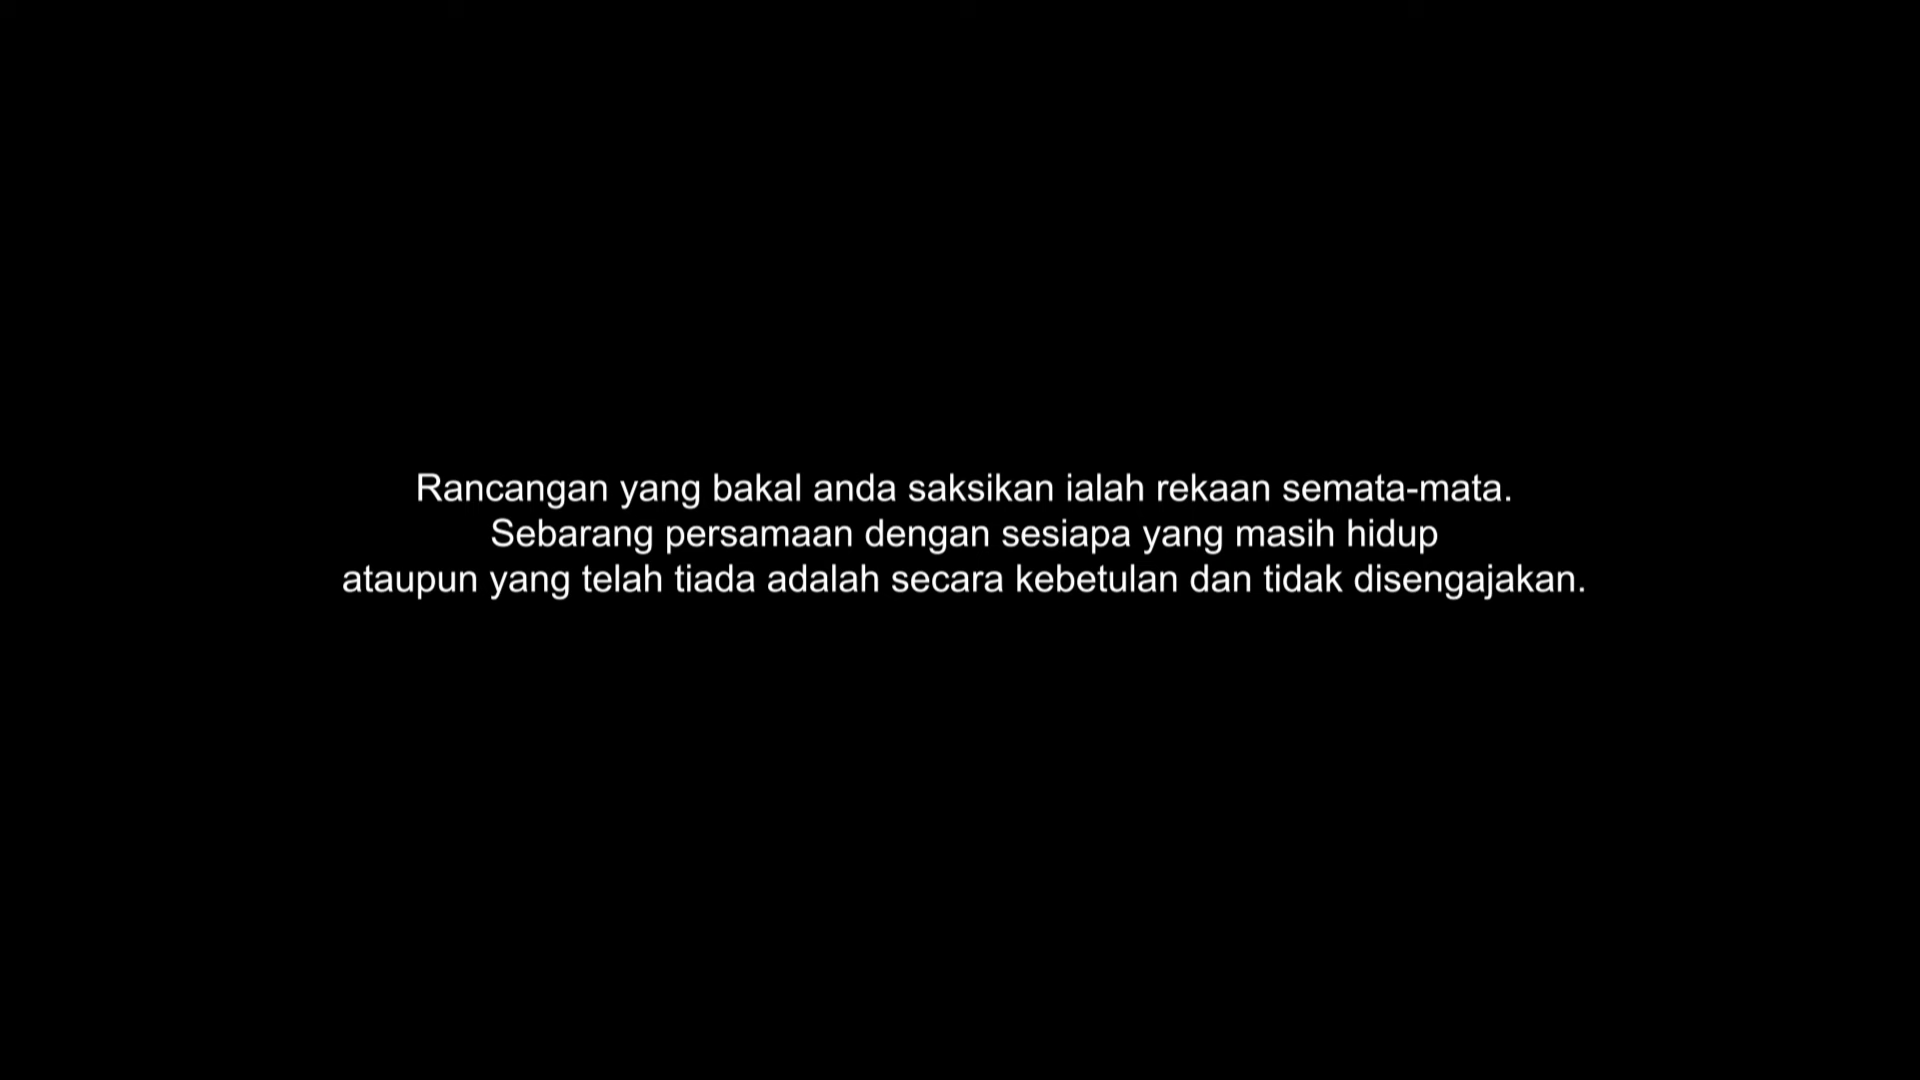 Rancangan yang bakal anda saksikan ialah rekaan semata-mata.
Sebarang persamaan dengan sesiapa yang masih hidup
ataupun yang telah tiada adalah secara kebetulan dan tidak disengajakan.